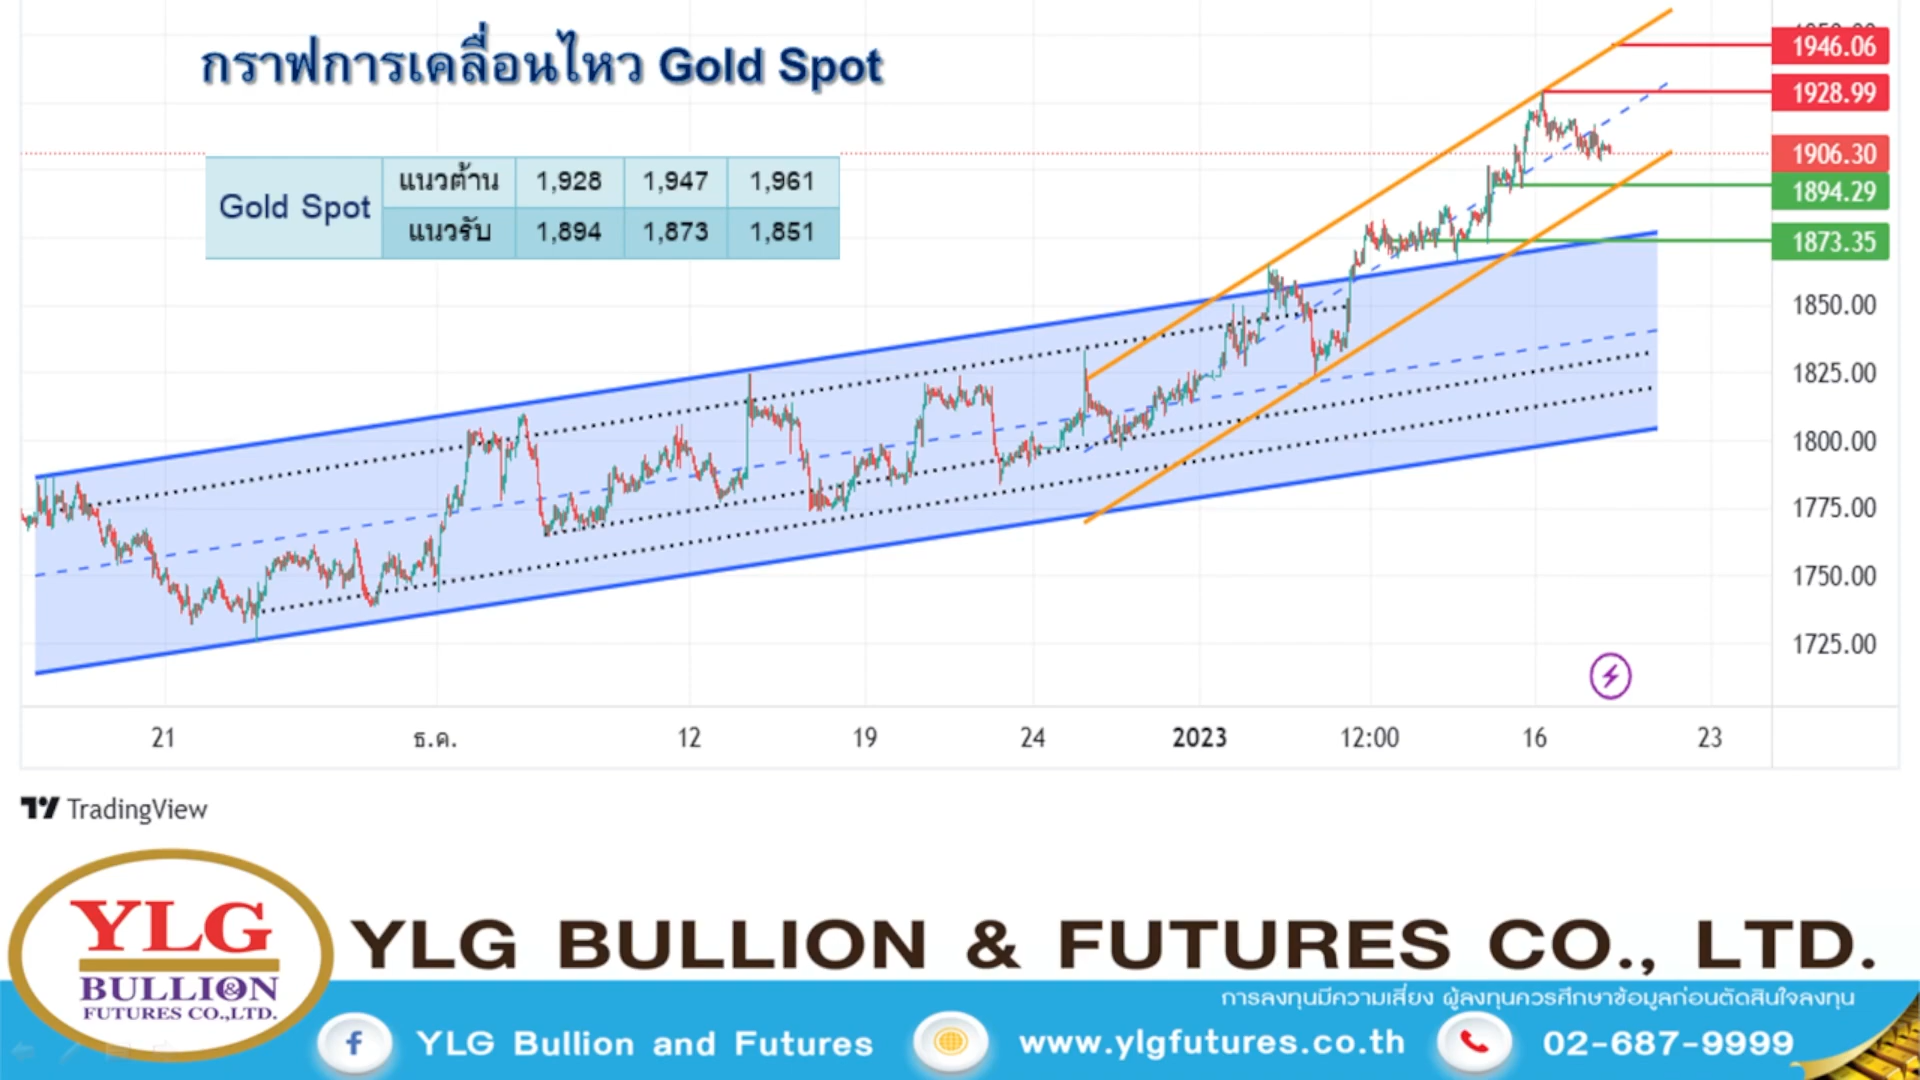 กราฟการเคลื่อนไหว Gold Spot
Gold Spot
แนวต้าน 1,928 1,947 1,961
แนวรับ 1,894 1,873 1,851
1946.06
1928.99
1906.30
1894.29
1873.35
1850.00
1825.00
1800.00
1775.00
1750.00
1725.00
21 ธ.ค. 12 19 24 2023 12:00 16 23
TradingView
YLG
BULLION &
FUTURES CO.,LTD.
YLG BULLION & FUTURES CO., LTD.
การลงทุนมีความเสี่ยง ผู้ลงทุนควรศึกษาข้อมูลก่อนตัดสินใจลงทุน
YLG Bullion and Futures www.ylgfutures.co.th 02-687-9999